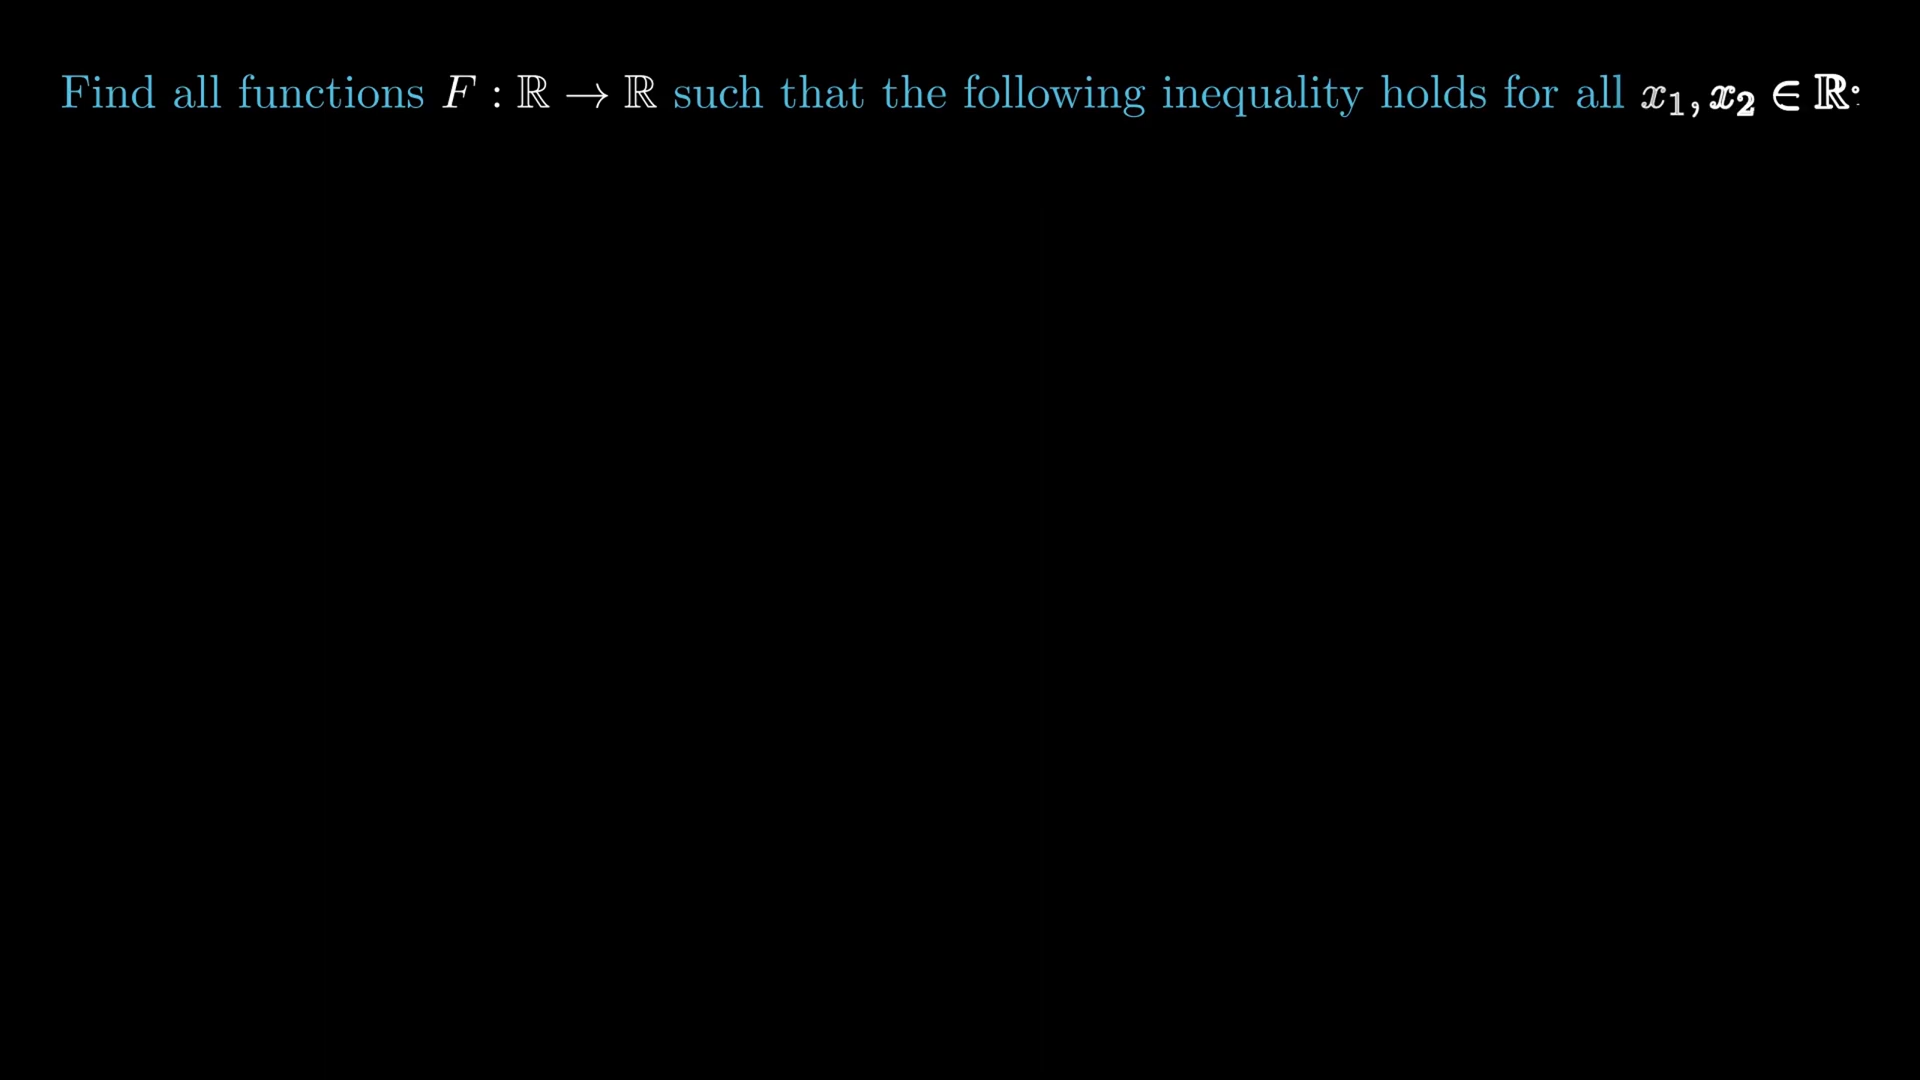 Find all functions F : ℝ → ℝ such that the following inequality holds for all x₁, x₂ ∈ ℝ: